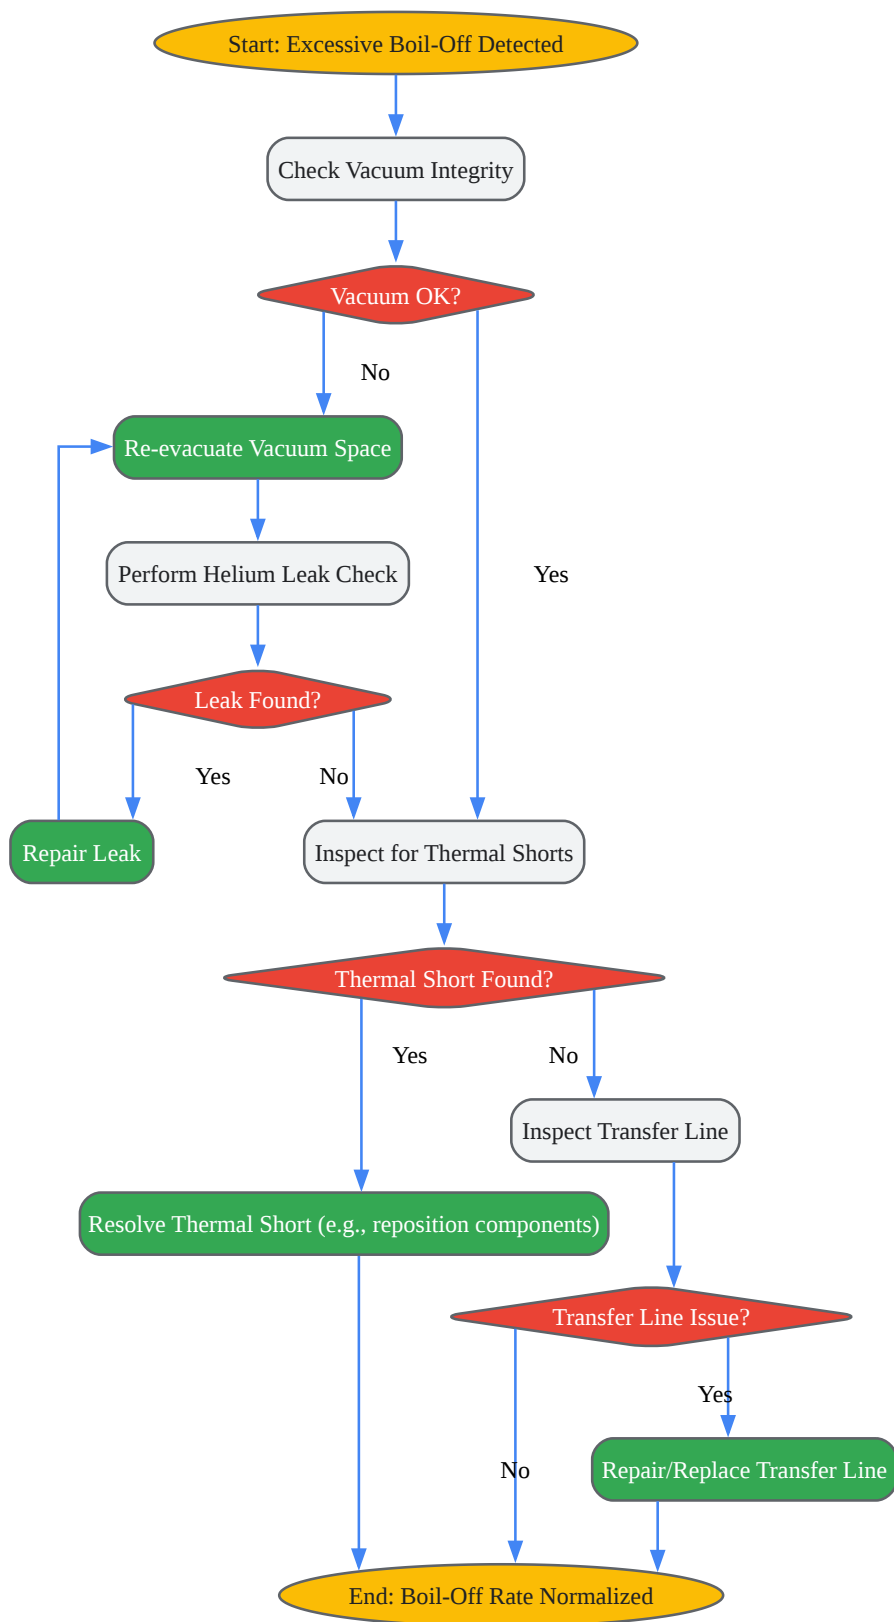 Start: Excessive Boil-Off Detected
Check Vacuum Integrity
Vacuum OK?
No
Re-evacuate Vacuum Space
Perform Helium Leak Check
Yes
Leak Found?
Yes
No
Repair Leak
Inspect for Thermal Shorts
Thermal Short Found?
Yes
No
Inspect Transfer Line
Resolve Thermal Short (e.g., reposition components)
Transfer Line Issue?
Yes
No
Repair/Replace Transfer Line
End: Boil-Off Rate Normalized